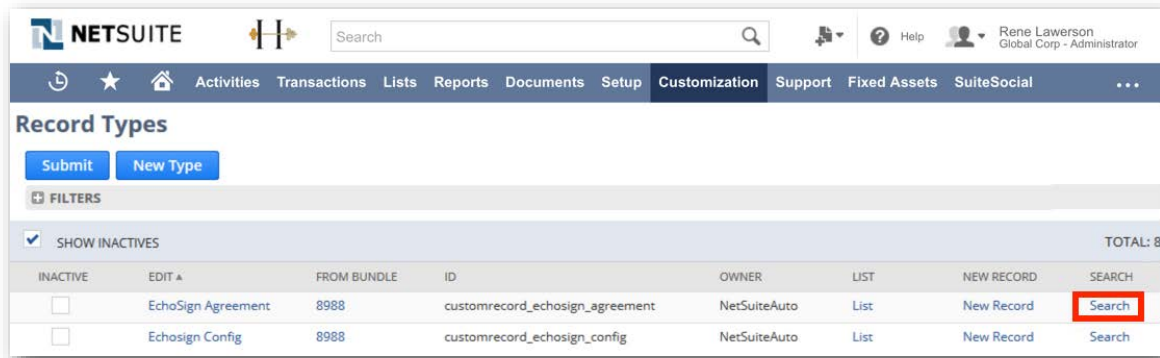 NETSUITE Search Help Rene Lawerson
Global Corp - Administrator
Activities Transactions Lists Reports Documents Setup Customization Support Fixed Assets SuiteSocial ...
Record Types
Submit New Type
FILTERS
SHOW INACTIVES TOTAL: 8
INACTIVE EDIT ▲ FROM BUNDLE ID OWNER LIST NEW RECORD SEARCH
EchoSign Agreement 8988 customrecord_echosign_agreement NetSuiteAuto List New Record Search
Echosign Config 8988 customrecord_echosign_config NetSuiteAuto List New Record Search